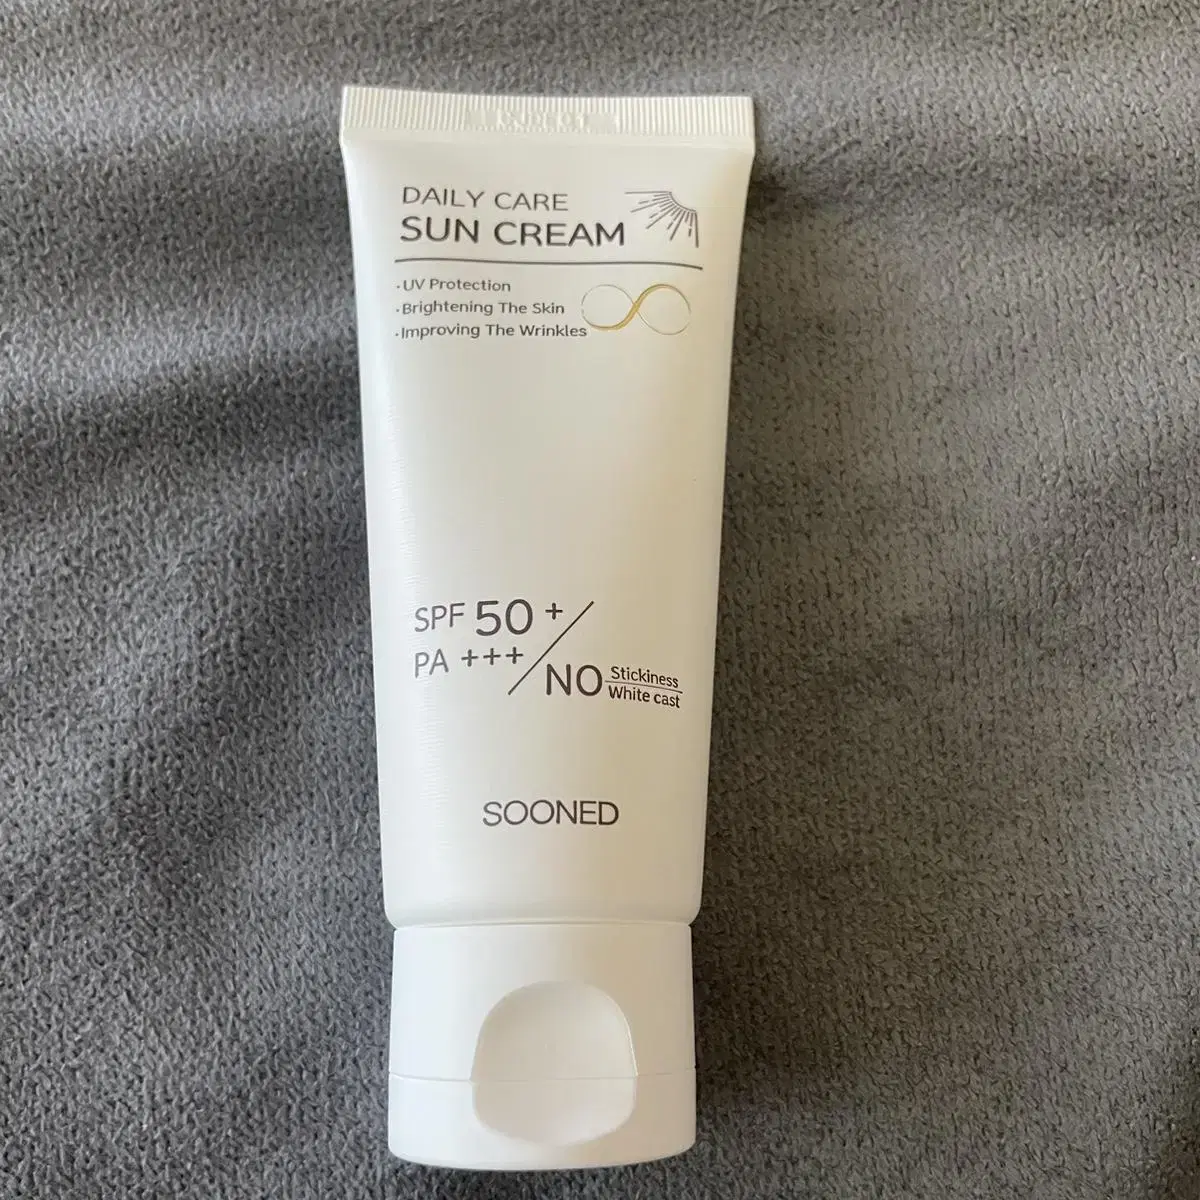 DAILY CARE
SUN CREAM
·UV Protection
·Brightening The Skin
·Improving The Wrinkles
SPF 50+
PA +++
NO Stickiness
White cast
SOONED